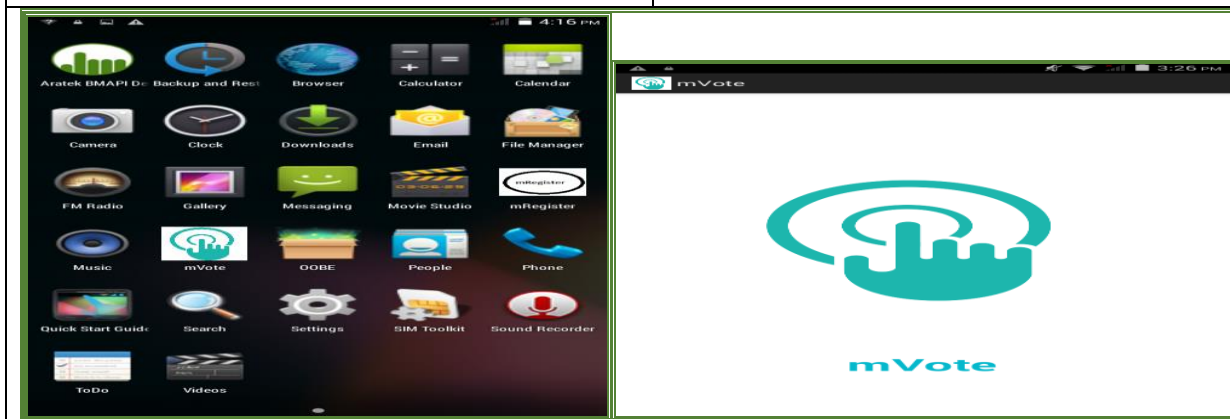 4:16 PM
Aratek BMAPI De Backup and Rest Browser Calculator Calendar
Camera Clock Downloads Email File Manager
mRegister
FM Radio Gallery Messaging Movie Studio mRegister
Music mVote OOBE People Phone
Quick Start Guide Search Settings SIM Toolkit Sound Recorder
ToDo Videos
3:26 PM
mVote
mVote